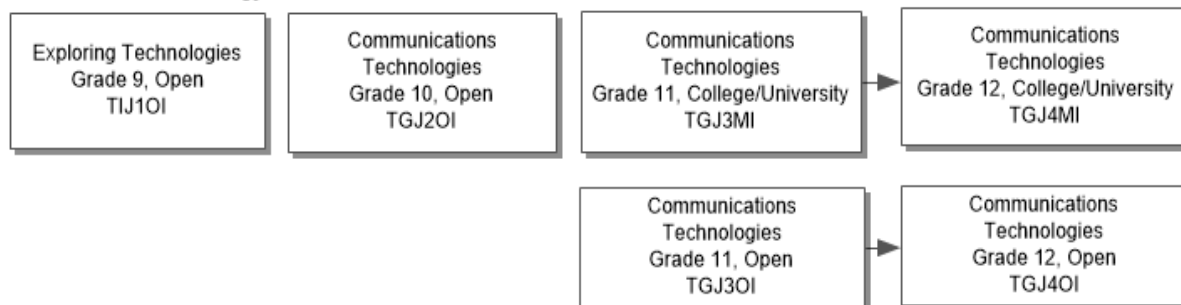 Exploring Technologies
Grade 9, Open
TIJ1OI
Communications
Technologies
Grade 10, Open
TGJ2OI
Communications
Technologies
Grade 11, College/University
TGJ3MI
Communications
Technologies
Grade 12, College/University
TGJ4MI
Communications
Technologies
Grade 11, Open
TGJ3OI
Communications
Technologies
Grade 12, Open
TGJ4OI